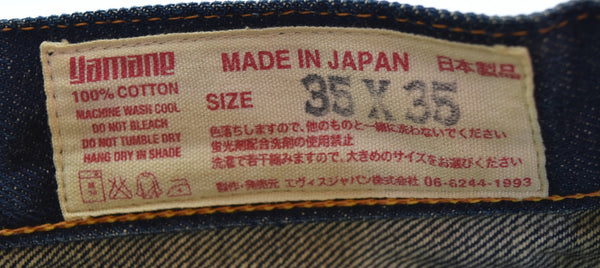 yamane
MADE IN JAPAN 日本製品
100% COTTON
MACHINE WASH COOL
DO NOT BLEACH
DO NOT TUMBLE DRY
HANG DRY IN SHADE
SIZE 35 X 35
色落ちしますので、他のものと一緒に洗わないでください
蛍光剤配合洗剤の使用禁止
洗濯で若干縮みますので、大きめのサイズをお選びください
製作・発売元 エヴィスジャパン株式会社 06-6244-1993